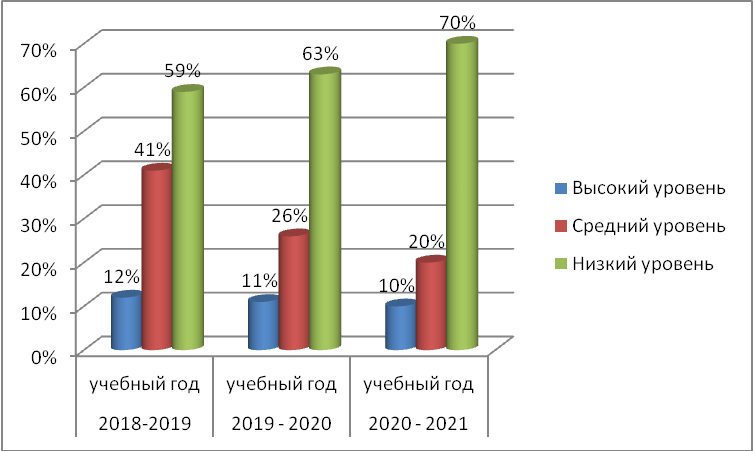 70%
60%
50%
40%
30%
20%
10%
0%
12%
41%
59%
11%
26%
63%
10%
20%
70%
учебный год
учебный год
учебный год
2018-2019
2019 - 2020
2020 - 2021
Высокий уровень
Средний уровень
Низкий уровень